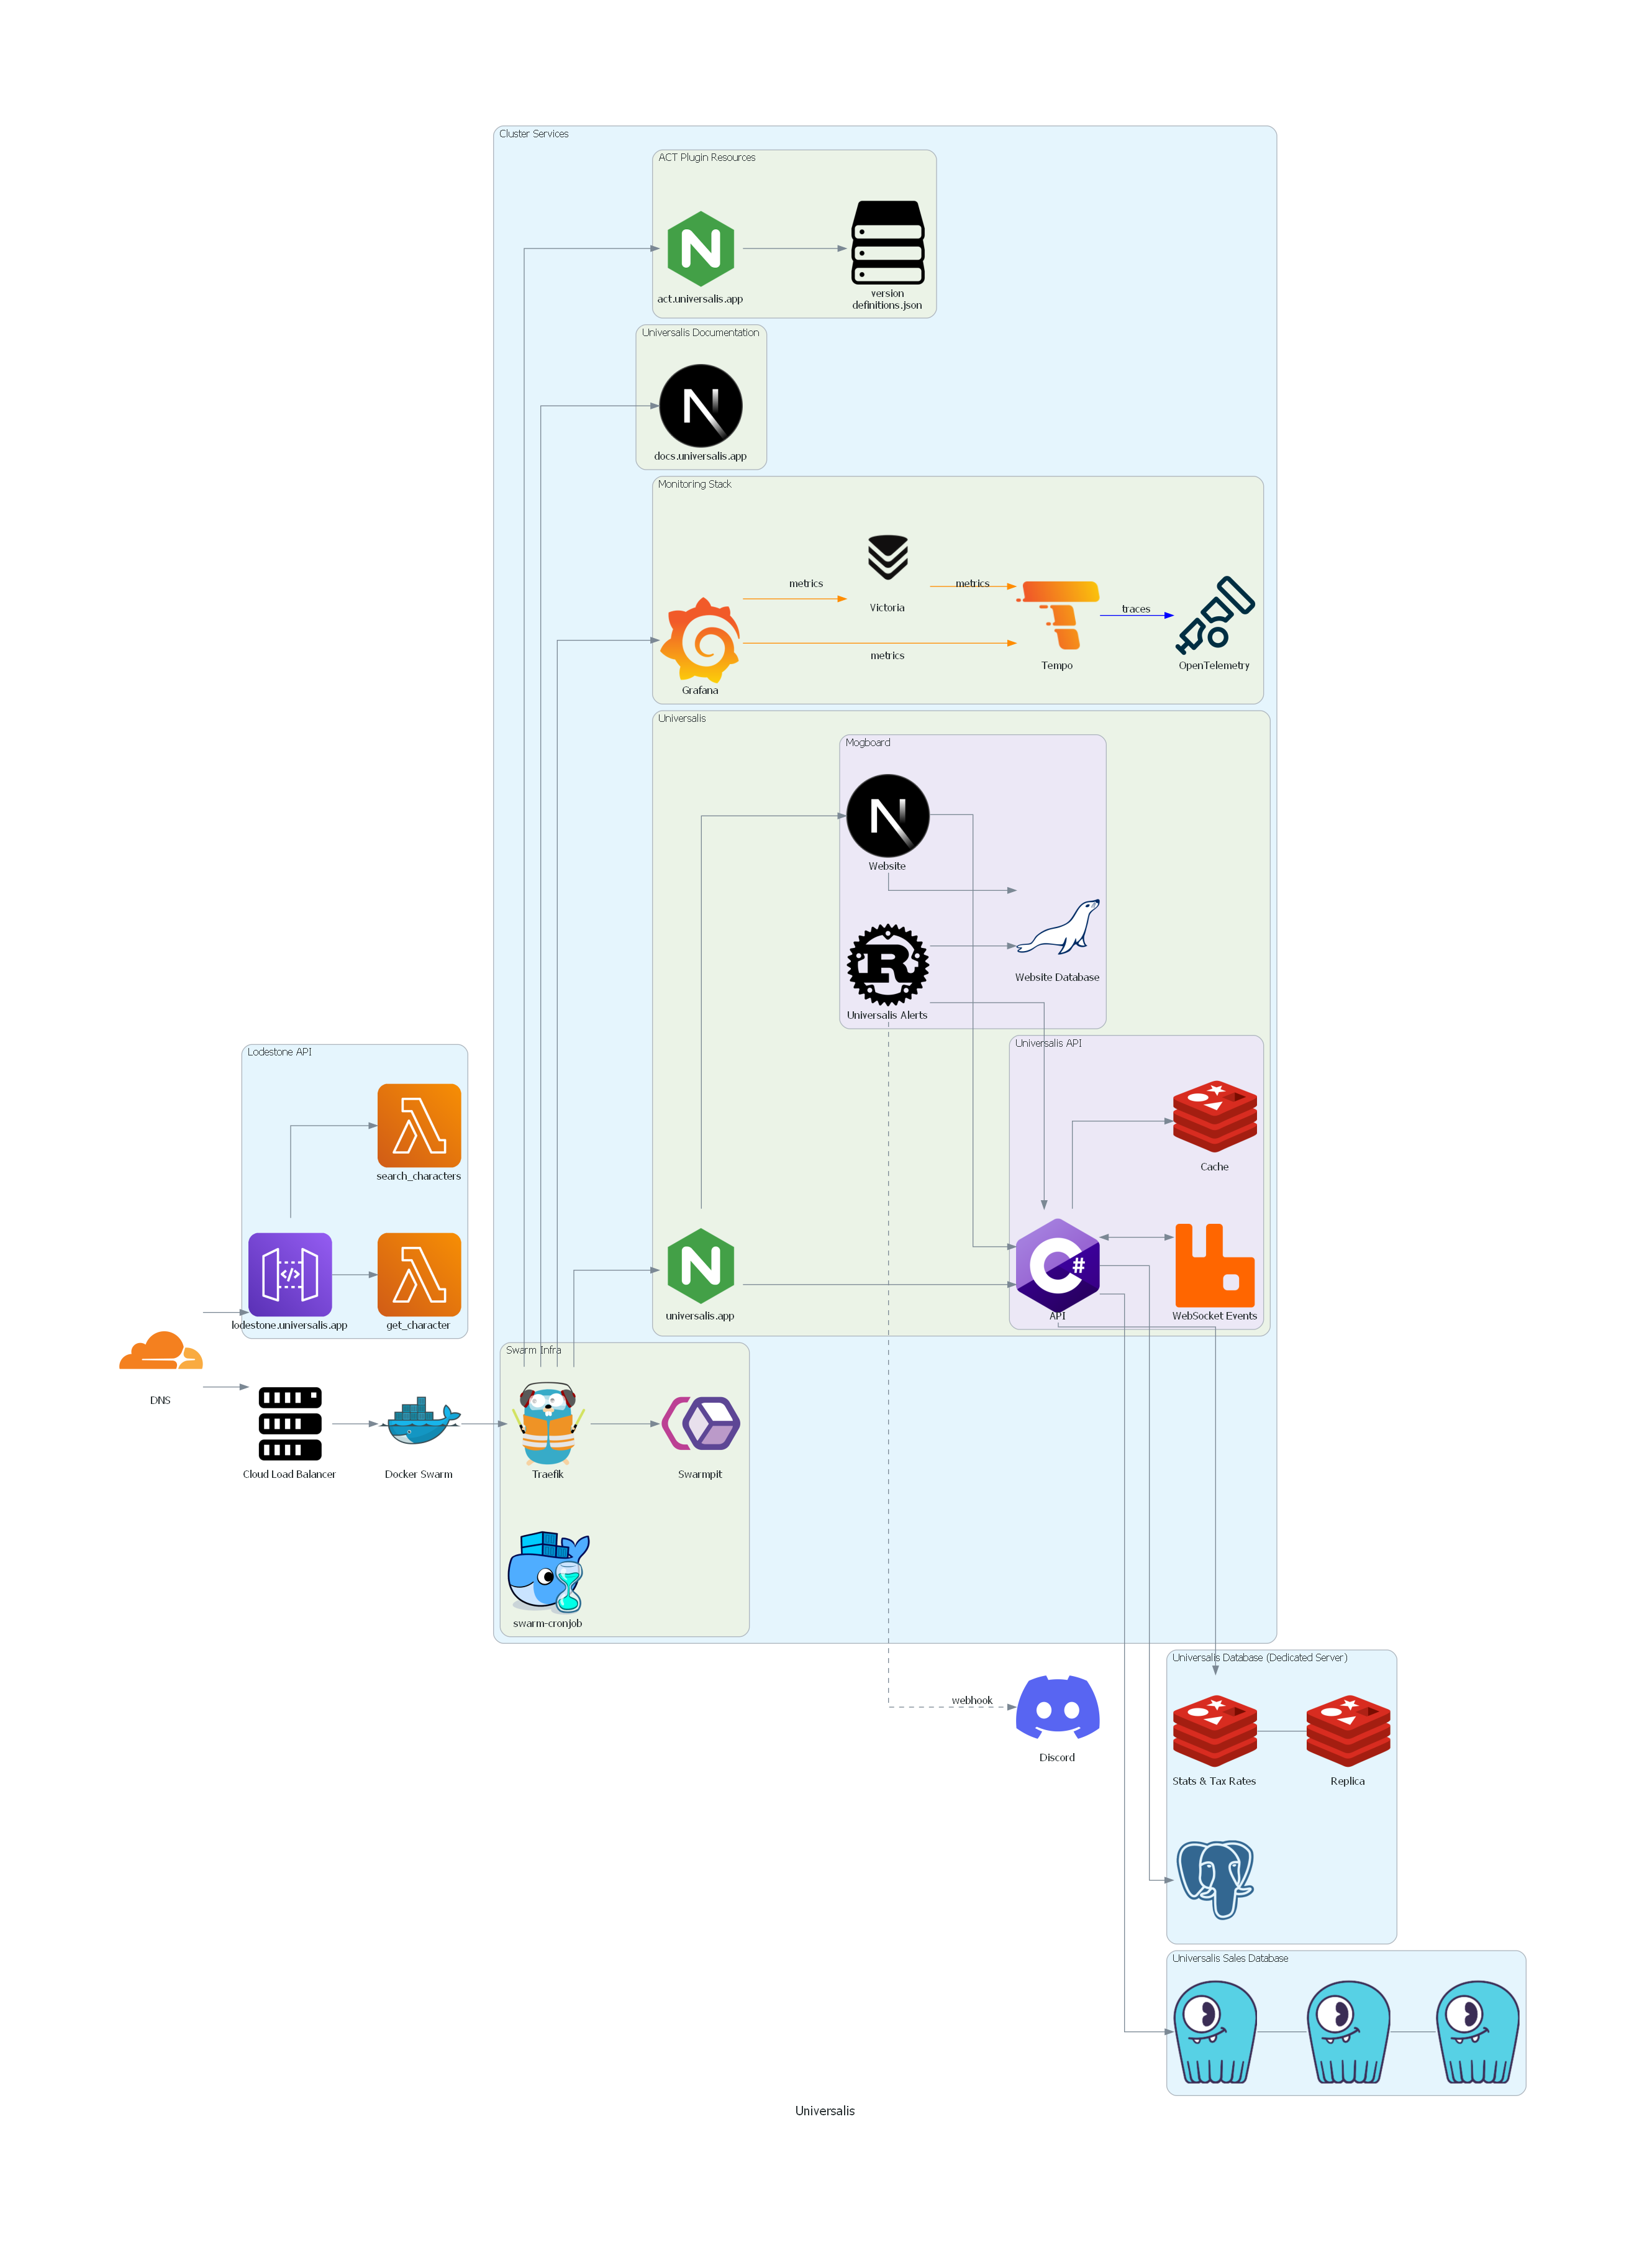 Cluster Services
ACT Plugin Resources
act.universalis.app
version
definitions.json
Universalis Documentation
docs.universalis.app
Monitoring Stack
metrics
Victoria
metrics
metrics
Grafana
Tempo
traces
OpenTelemetry
Universalis
Mogboard
Website
Universalis Alerts
Website Database
Universalis API
Cache
universalis.app
API
WebSocket Events
Lodestone API
search_characters
lodestone.universalis.app
get_character
DNS
Cloud Load Balancer
Docker Swarm
Swarm Infra
Traefik
Swarmpit
swarm-cronjob
webhook
Discord
Universalis Database (Dedicated Server)
Stats & Tax Rates
Replica
Universalis Sales Database
Universalis